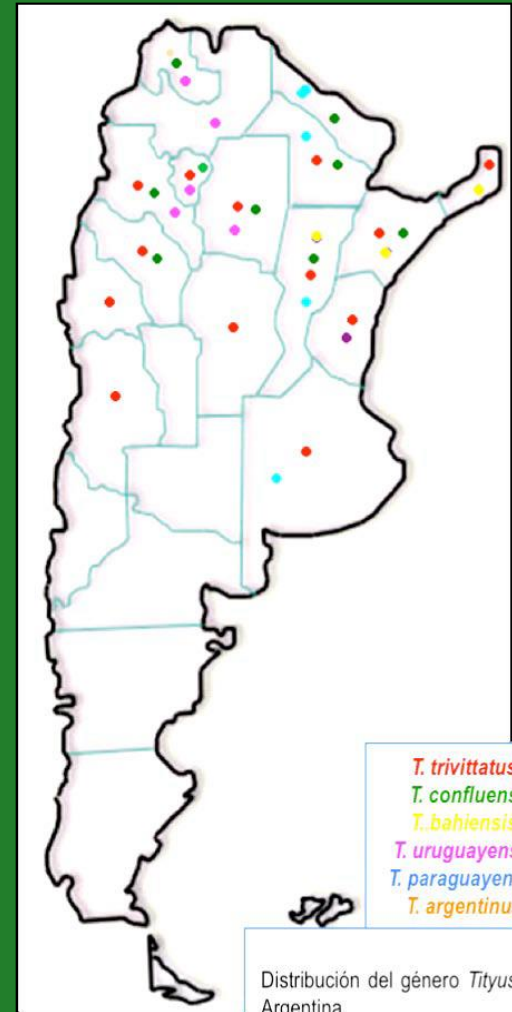 T. trivittatus
T. confluens
T..bahiensis
T. uruguayens
T. paraguayen
T. argentinu
Distribución del género Tityus
Argentina